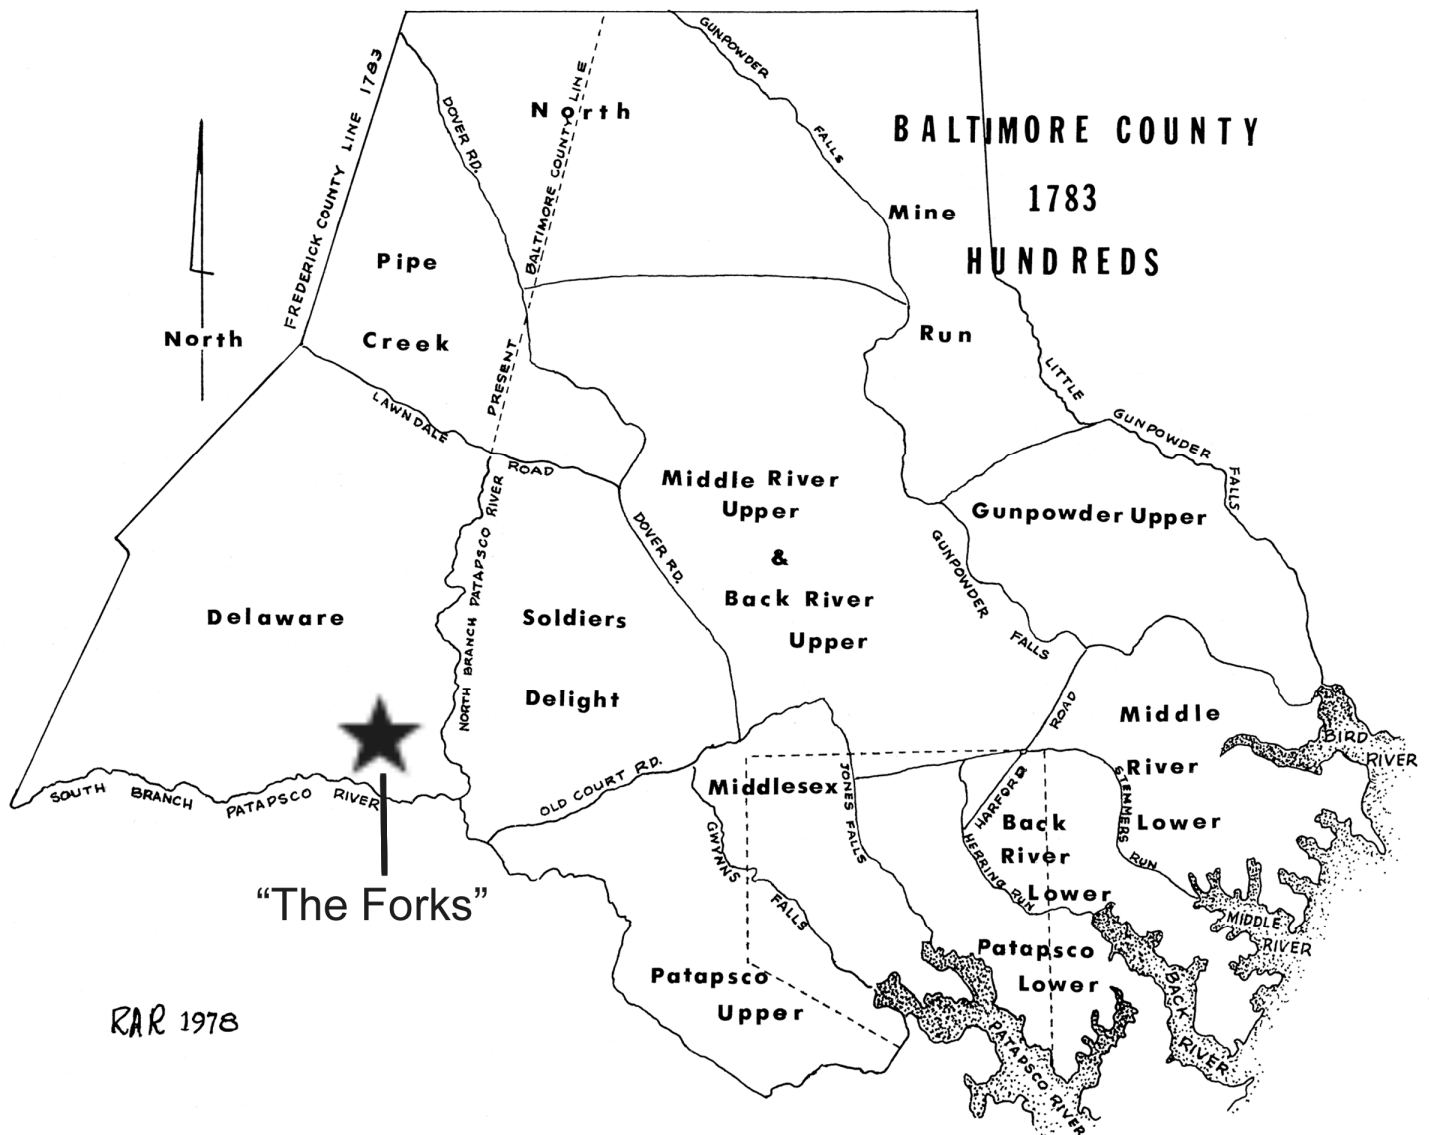 BALTIMORE COUNTY
1783
HUNDREDS
North
FREDERICK COUNTY LINE 1783
DOVER RD.
North
PRESENT BALTIMORE COUNTY LINE
GUNPOWDER
FALLS
Mine
Run
Pipe
Creek
LAWNDALE
ROAD
LITTLE
GUNPOWDER
FALLS
Middle River
Upper
&
Back River
Upper
Gunpowder Upper
GUNPOWDER
FALLS
DOVER RD.
NORTH BRANCH PATAPSCO RIVER
Delaware
Soldiers
Delight
SOUTH BRANCH PATAPSCO RIVER
"The Forks"
OLD COURT RD.
Middlesex
JONES FALLS
GWYNNS
FALLS
HARFORD
ROAD
HERRING RUN
Back
River
Lower
STEMMERS
RUN
Middle
River
Lower
BIRD
RIVER
MIDDLE
RIVER
BACK
RIVER
Patapsco
Lower
PATAPSCO RIVER
Patapsco
Upper
RAR 1978